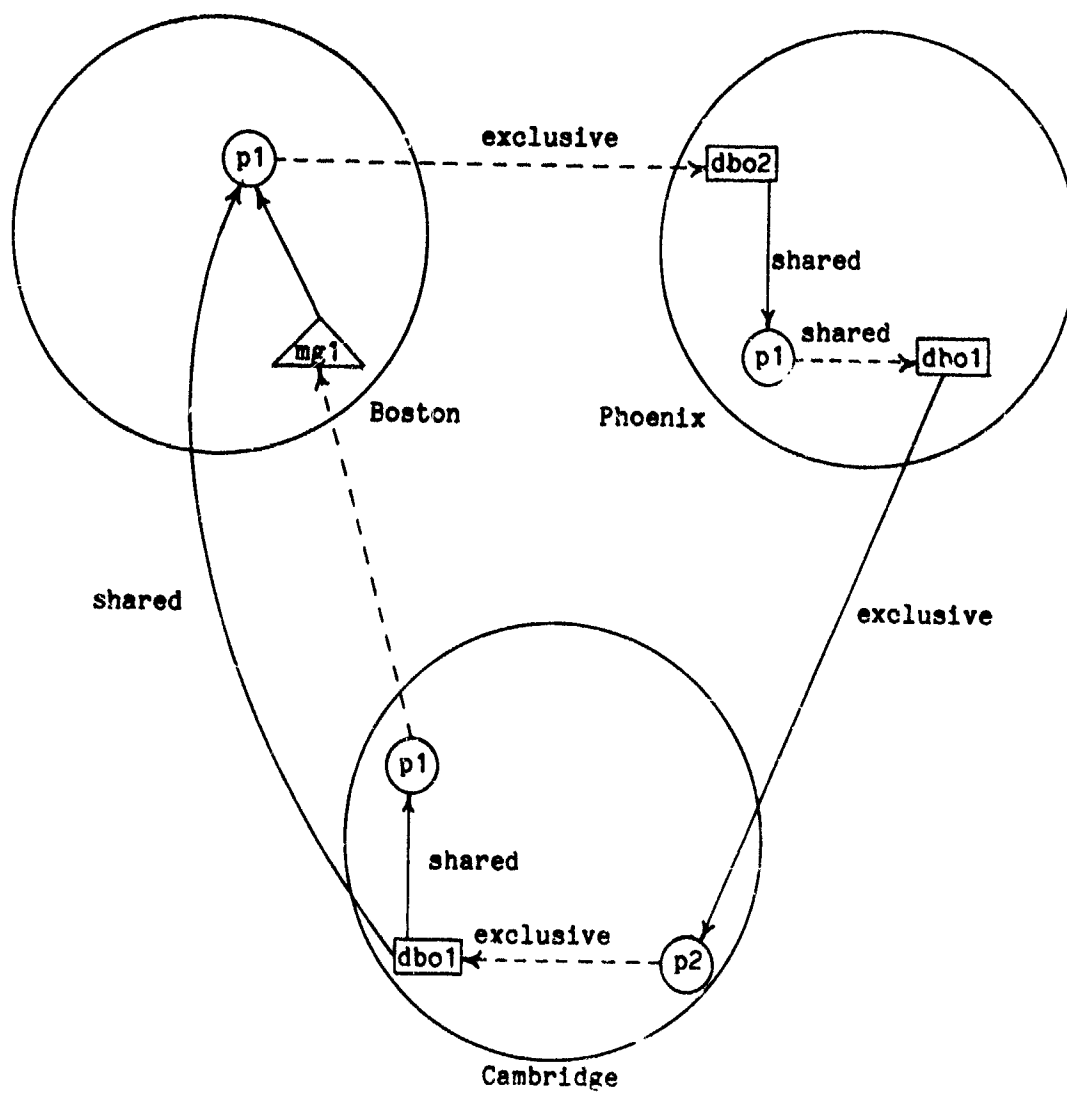 exclusive
p1
dbo2
shared
shared
p1
dho1
mg1
Boston
Phoenix
shared
exclusive
p1
shared
exclusive
dbo1
p2
Cambridge